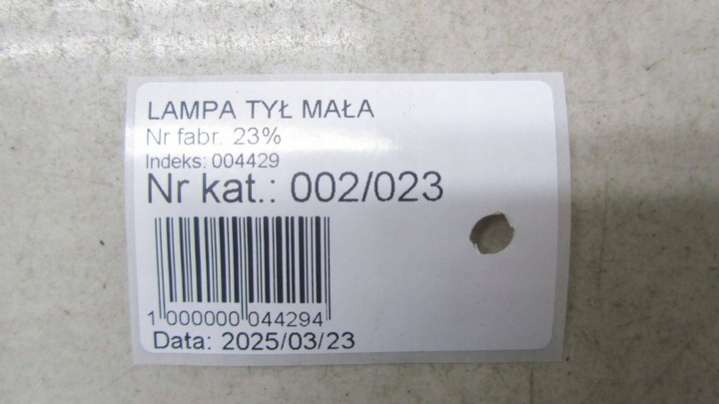 LAMPA TYŁ MAŁA
Nr fabr. 23%
Indeks: 004429
Nr kat.: 002/023
1 000000 044294
Data: 2025/03/23